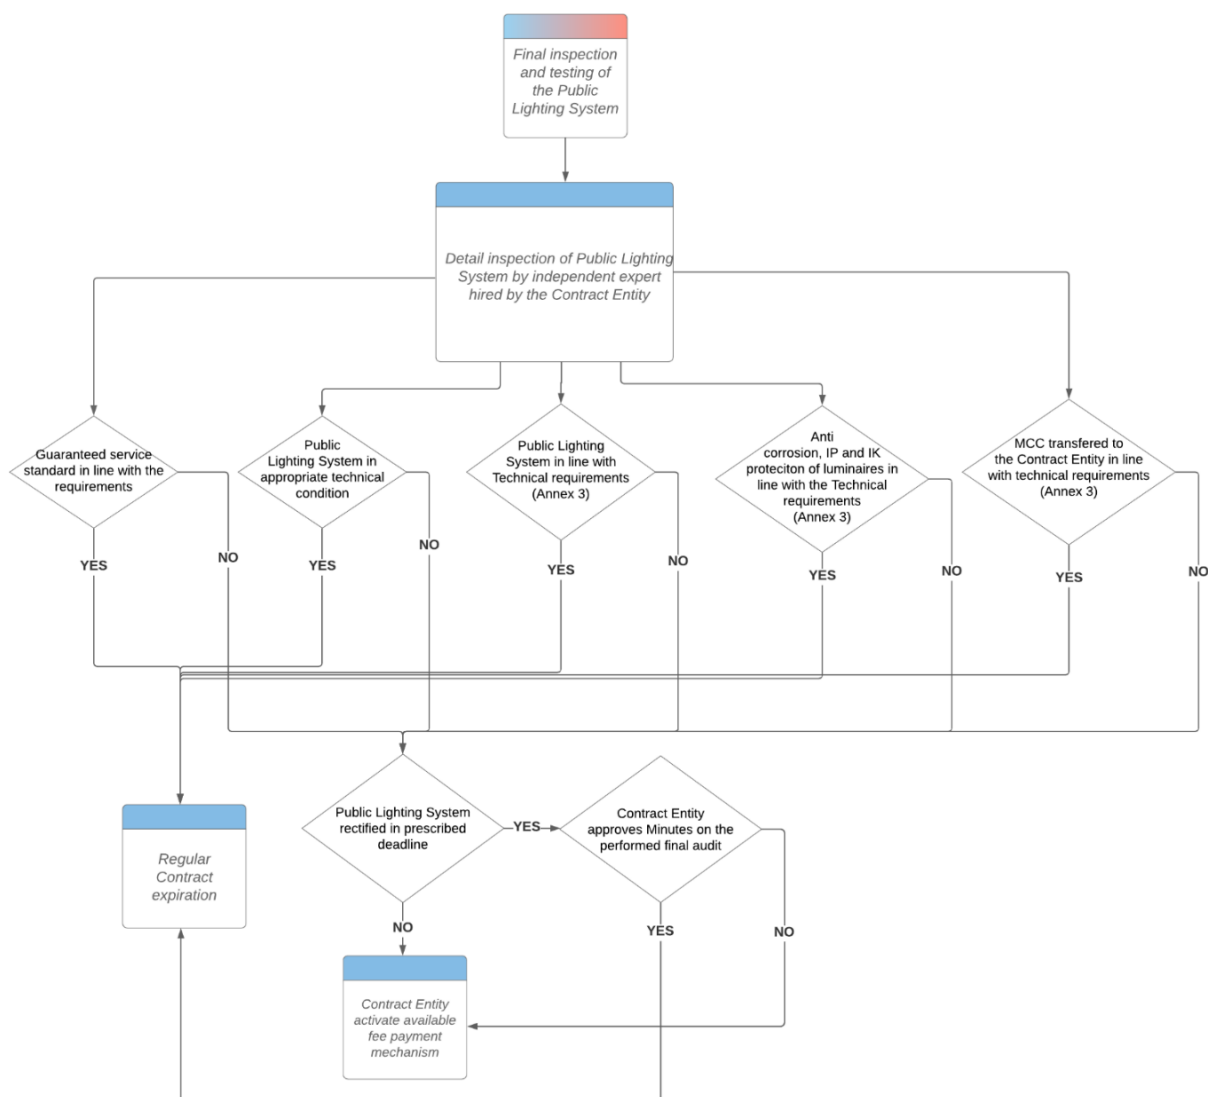 Final inspection
and testing of
the Public
Lighting System
Detail inspection of Public Lighting
System by independent expert
hired by the Contract Entity
Guaranteed service
standard in line with the
requirements
Public
Lighting System in
appropriate technical
condition
Public Lighting
System in line with
Technical requirements
(Annex 3)
Anti
corrosion, IP and IK
proteciton of luminaires in
line with the Technical
requirements
(Annex 3)
MCC transfered to
the Contract Entity in line
with technical requirements
(Annex 3)
YES
NO
YES
NO
YES
NO
YES
NO
YES
NO
Public Lighting System
rectified in prescribed
deadline
YES
Contract Entity
approves Minutes on the
performed final audit
Regular
Contract
expiration
NO
YES
NO
Contract Entity
activate available
fee payment
mechanism